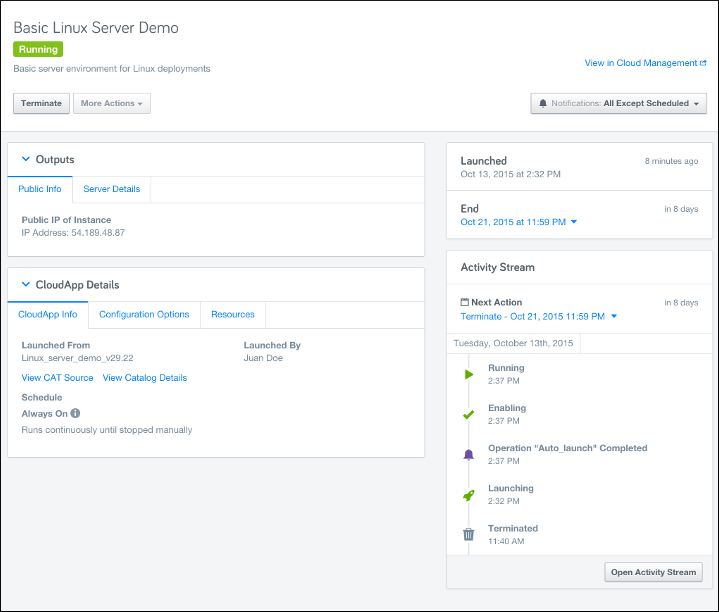 Basic Linux Server Demo
Running
Basic server environment for Linux deployments
View in Cloud Management
Terminate
More Actions
Notifications: All Except Scheduled
Outputs
Public Info
Server Details
Public IP of Instance
IP Address: 54.189.48.87
CloudApp Details
CloudApp Info
Configuration Options
Resources
Launched From
Linux_server_demo_v29.22
Launched By
Juan Doe
View CAT Source
View Catalog Details
Schedule
Always On
Runs continuously until stopped manually
Launched
8 minutes ago
Oct 13, 2015 at 2:32 PM
End
in 8 days
Oct 21, 2015 at 11:59 PM
Activity Stream
Next Action
in 8 days
Terminate - Oct 21, 2015 11:59 PM
Tuesday, October 13th, 2015
Running
2:37 PM
Enabling
2:37 PM
Operation "Auto_launch" Completed
2:37 PM
Launching
2:32 PM
Terminated
11:40 AM
Open Activity Stream